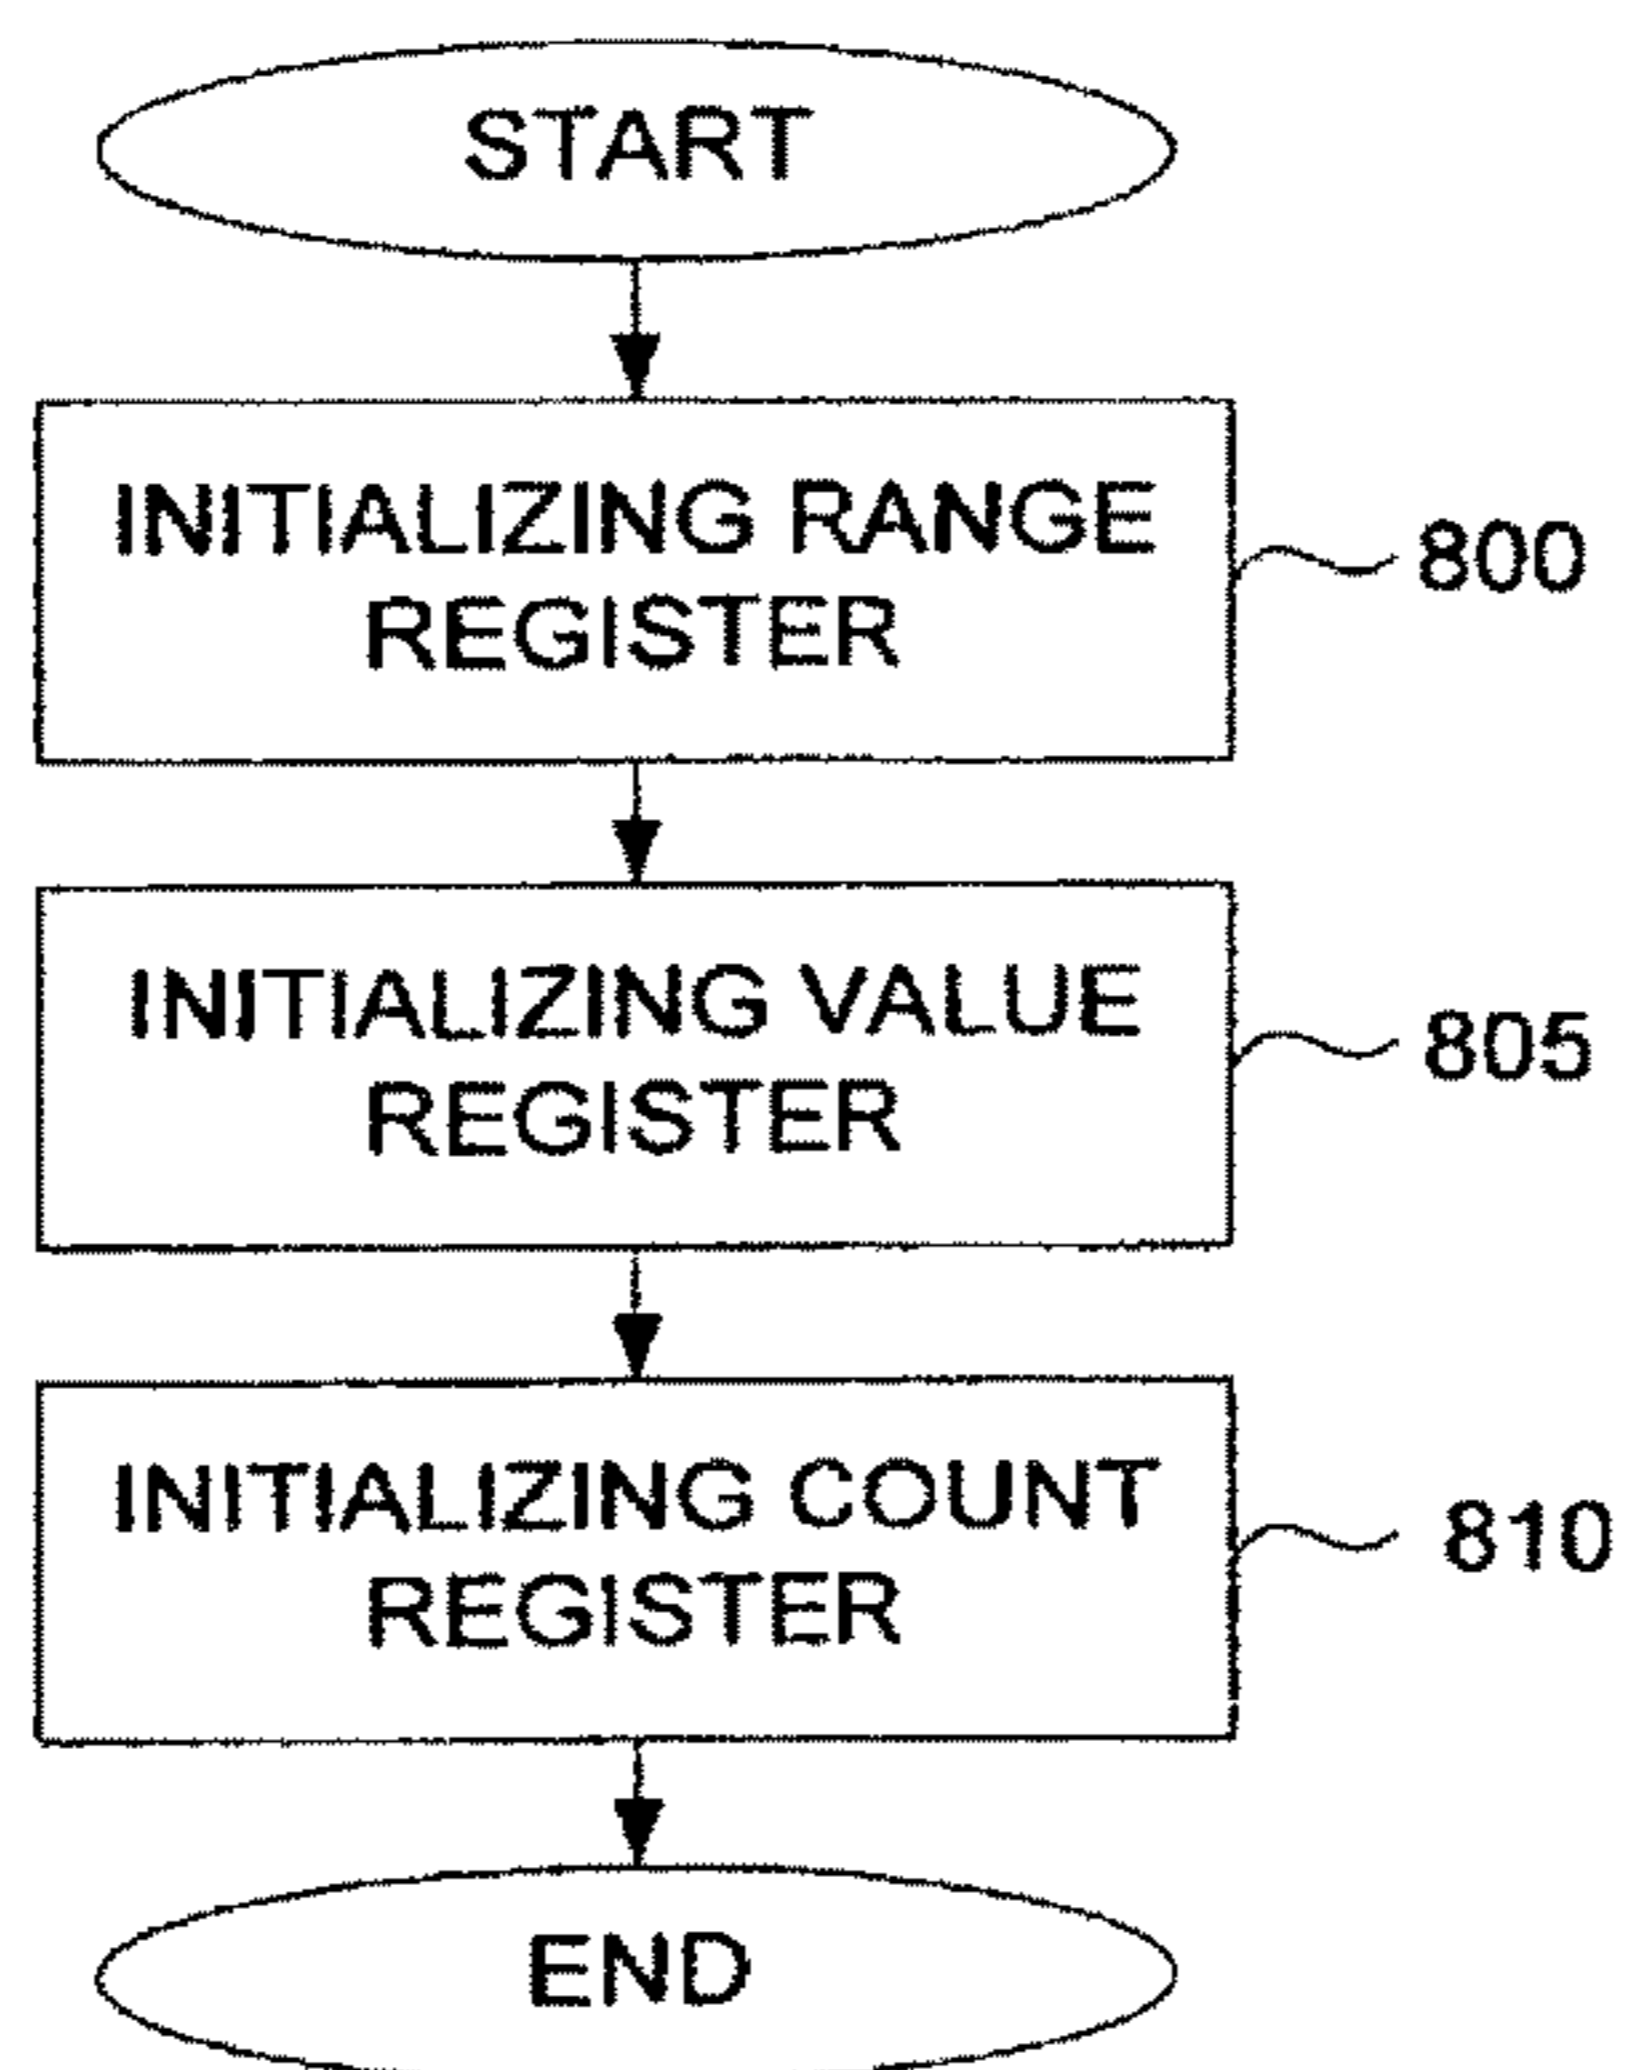 START
INITIALIZING RANGE
REGISTER
800
INITIALIZING VALUE
REGISTER
805
INITIALIZING COUNT
REGISTER
810
END